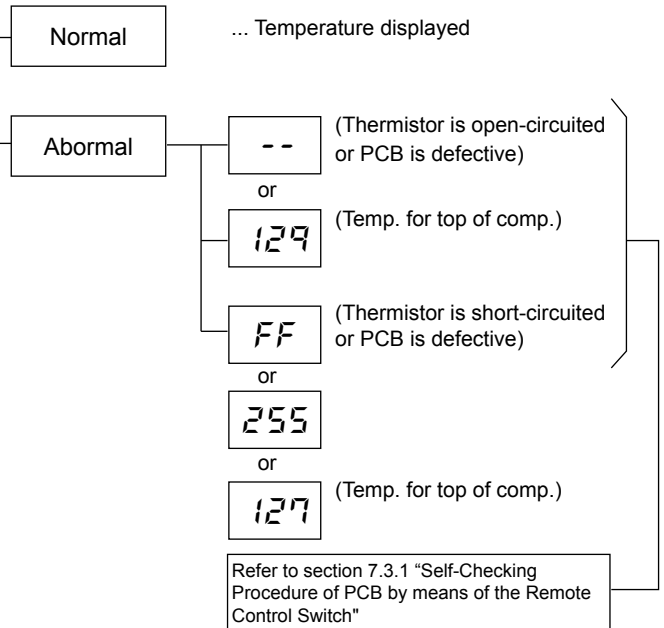 Normal
... Temperature displayed
Abormal
--
(Thermistor is open-circuited
or PCB is defective)
or
129
(Temp. for top of comp.)
FF
(Thermistor is short-circuited
or PCB is defective)
or
255
or
127
(Temp. for top of comp.)
Refer to section 7.3.1 “Self-Checking
Procedure of PCB by means of the Remote
Control Switch"